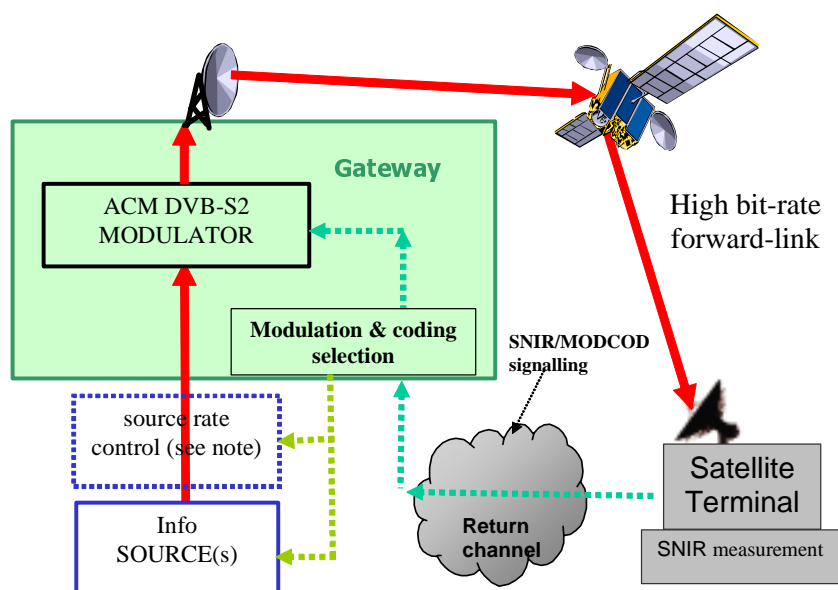 Gateway
ACM DVB-S2
MODULATOR
High bit-rate
forward-link
Modulation & coding
selection
SNIR/MODCOD
signalling
source rate
control (see note)
Satellite
Terminal
Return
channel
Info
SOURCE(s)
SNIR measurement